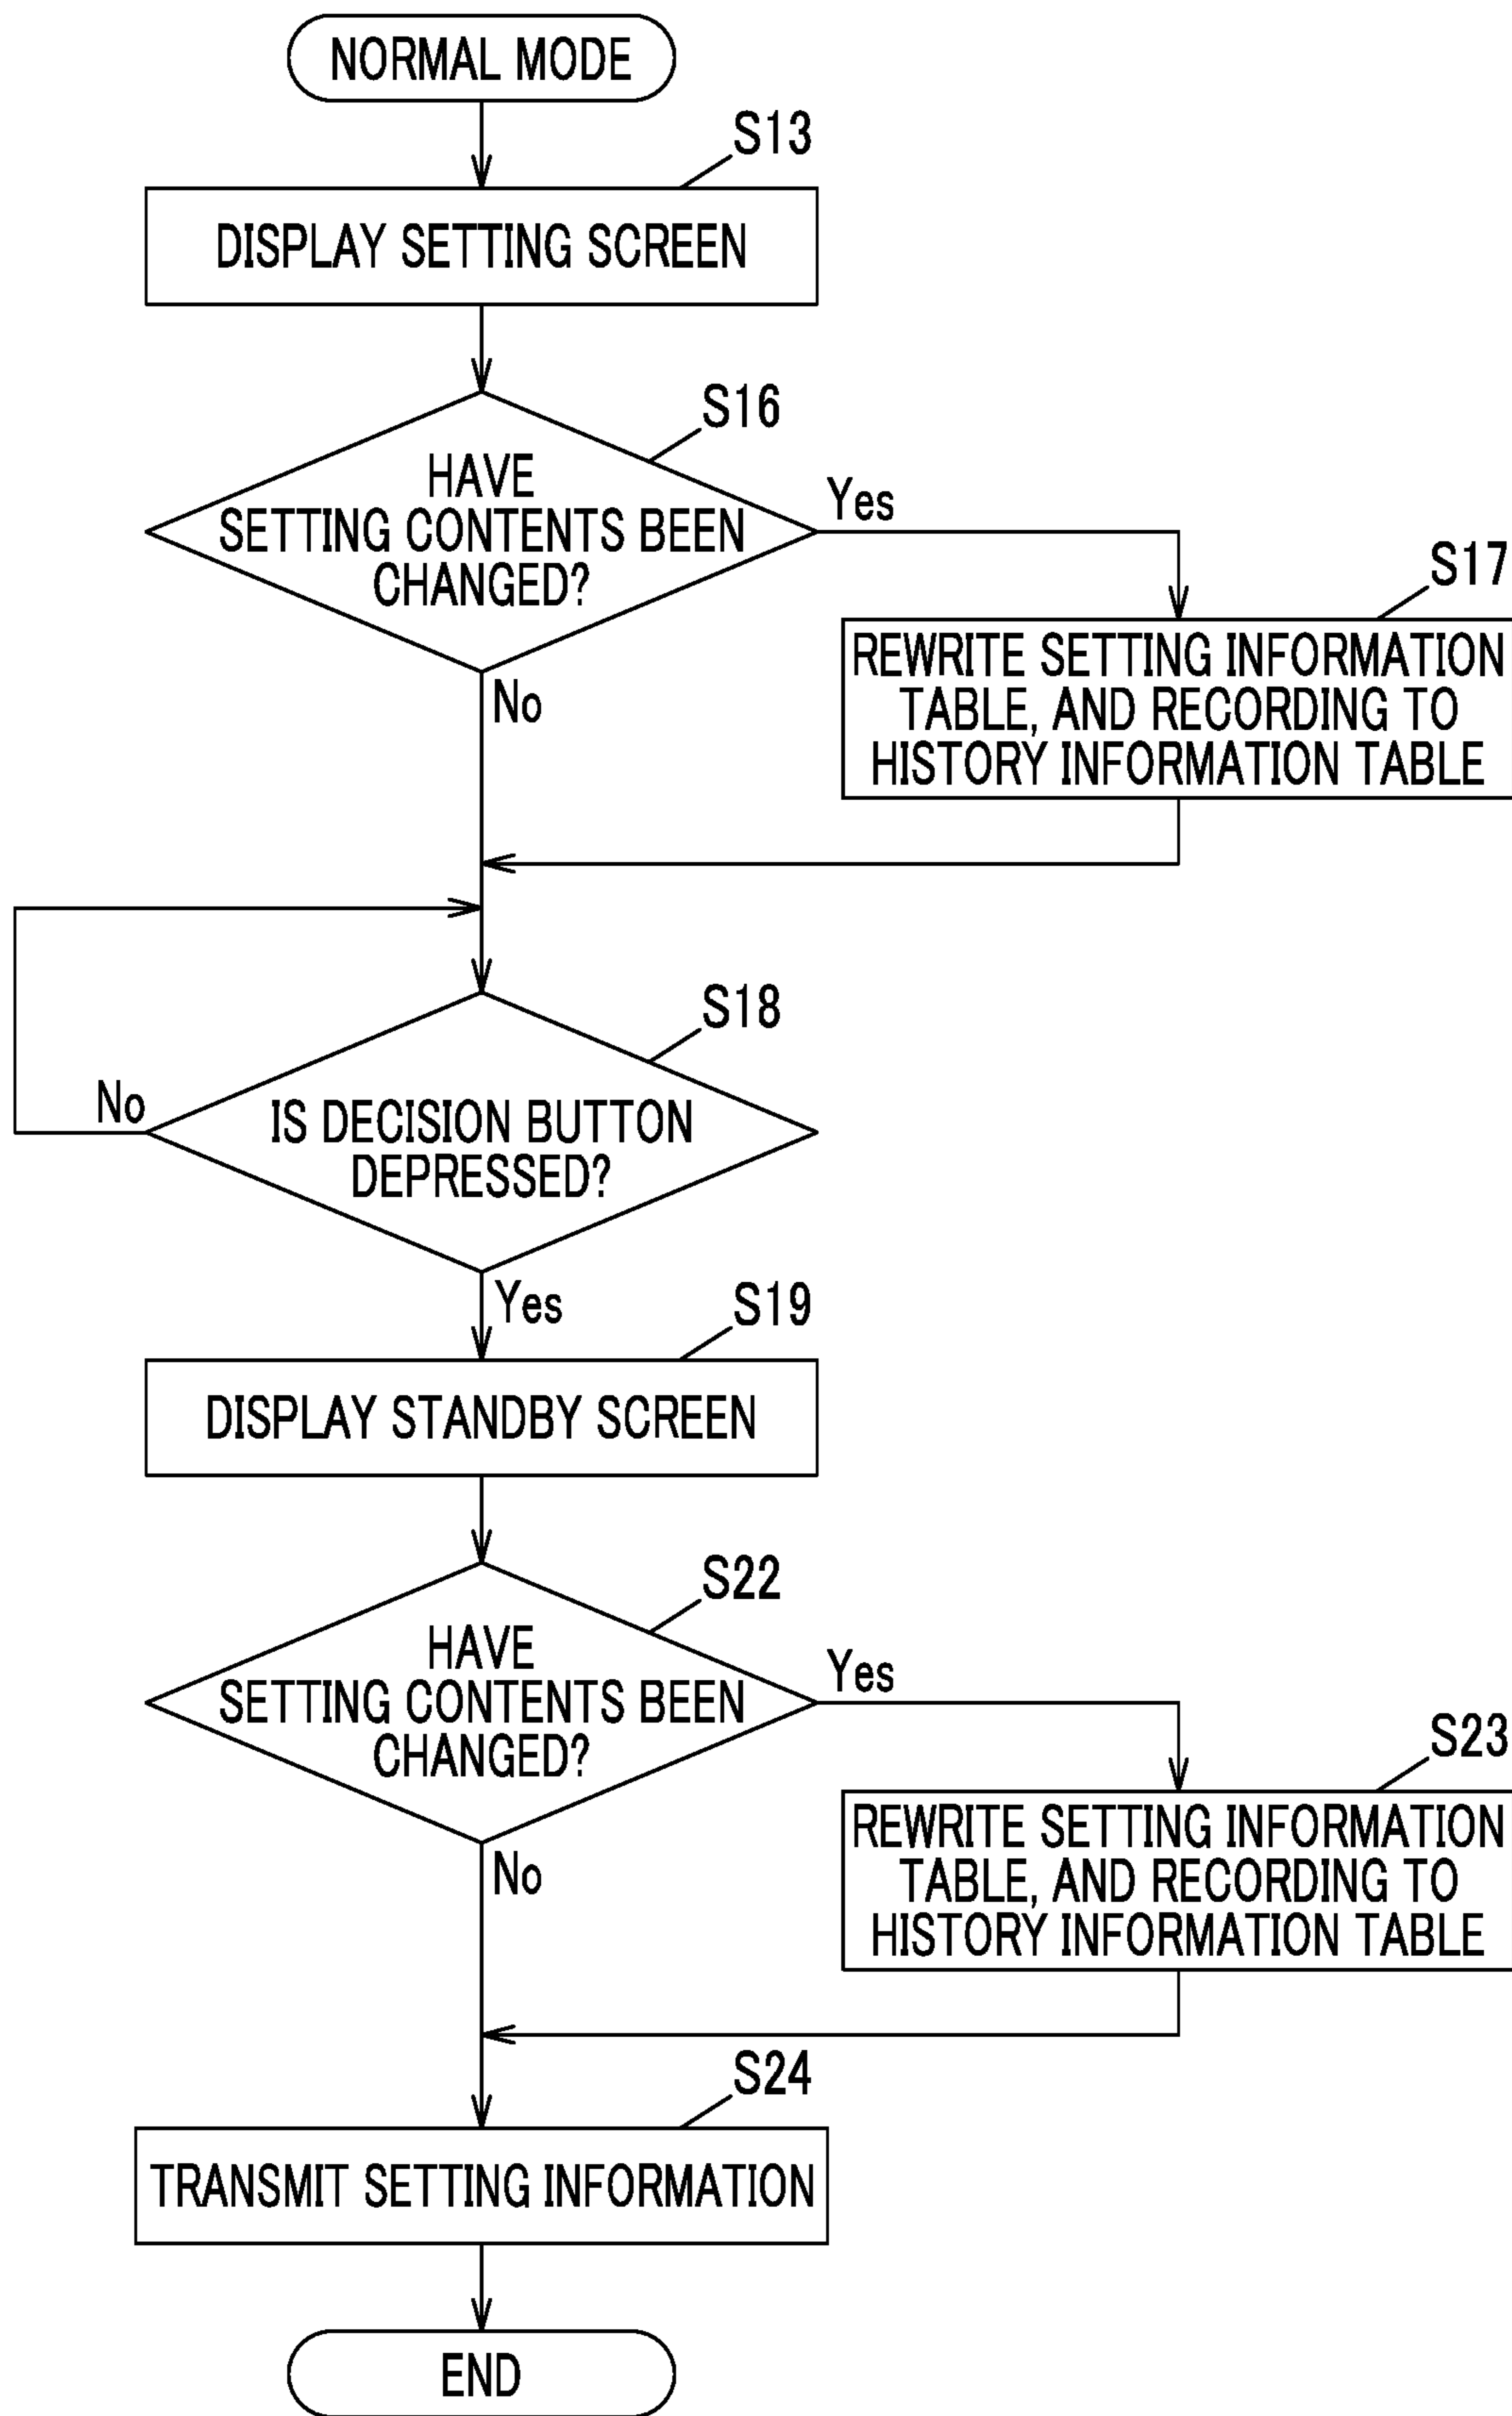 NORMAL MODE
S13
DISPLAY SETTING SCREEN
S16
HAVE
SETTING CONTENTS BEEN
CHANGED?
Yes
No
S17
REWRITE SETTING INFORMATION
TABLE, AND RECORDING TO
HISTORY INFORMATION TABLE
S18
IS DECISION BUTTON
DEPRESSED?
No
Yes
S19
DISPLAY STANDBY SCREEN
S22
HAVE
SETTING CONTENTS BEEN
CHANGED?
Yes
No
S23
REWRITE SETTING INFORMATION
TABLE, AND RECORDING TO
HISTORY INFORMATION TABLE
S24
TRANSMIT SETTING INFORMATION
END